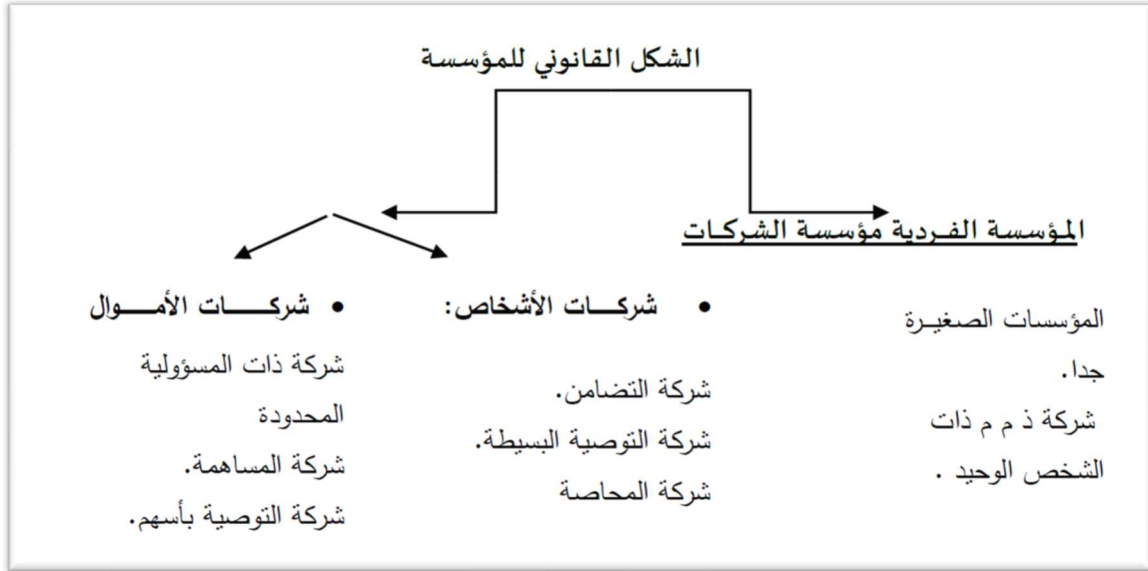 الشكل القانوني للمؤسسة
المؤسسة الفردية مؤسسة الشركات
المؤسسات الصغيرة
جدا.
شركة ذ م م ذات
الشخص الوحيد .
• شركات الأشخاص:
شركة التضامن.
شركة التوصية البسيطة.
شركة المحاصة
• شركات الأموال
شركة ذات المسؤولية
المحدودة
شركة المساهمة.
شركة التوصية بأسهم.